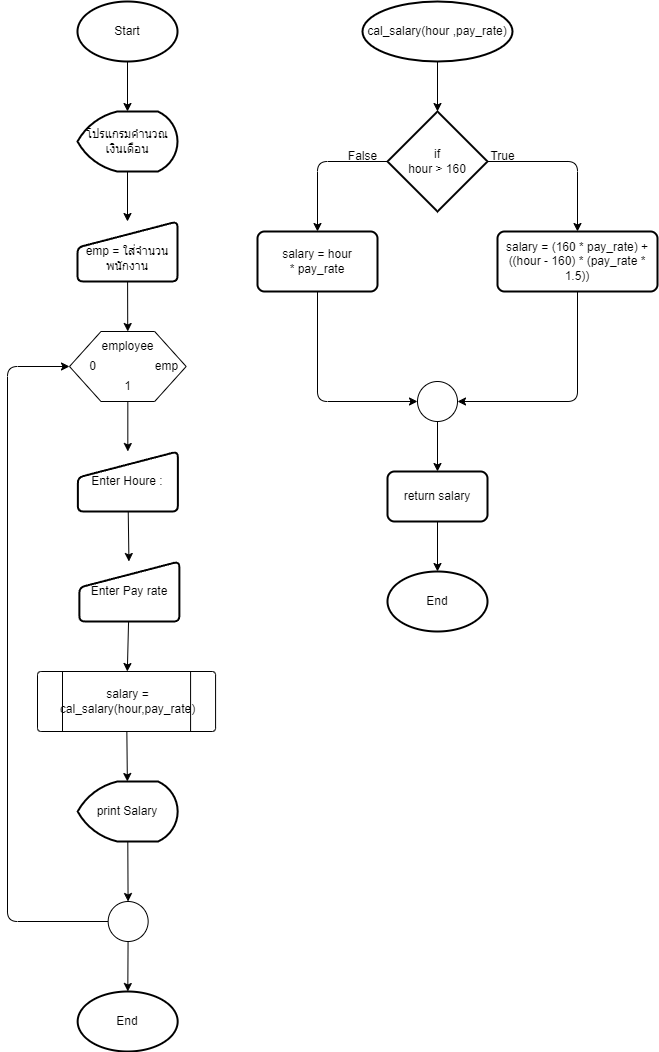 Start
โปรแกรมคำนวณ
เงินเดือน
emp = ใส่จำนวน
พนักงาน
employee
0 emp
1
Enter Houre :
Enter Pay rate
salary =
cal_salary(hour,pay_rate)
print Salary
End
cal_salary(hour ,pay_rate)
if
hour > 160
False
True
salary = hour
* pay_rate
salary = (160 * pay_rate) +
((hour - 160) * (pay_rate *
1.5))
return salary
End